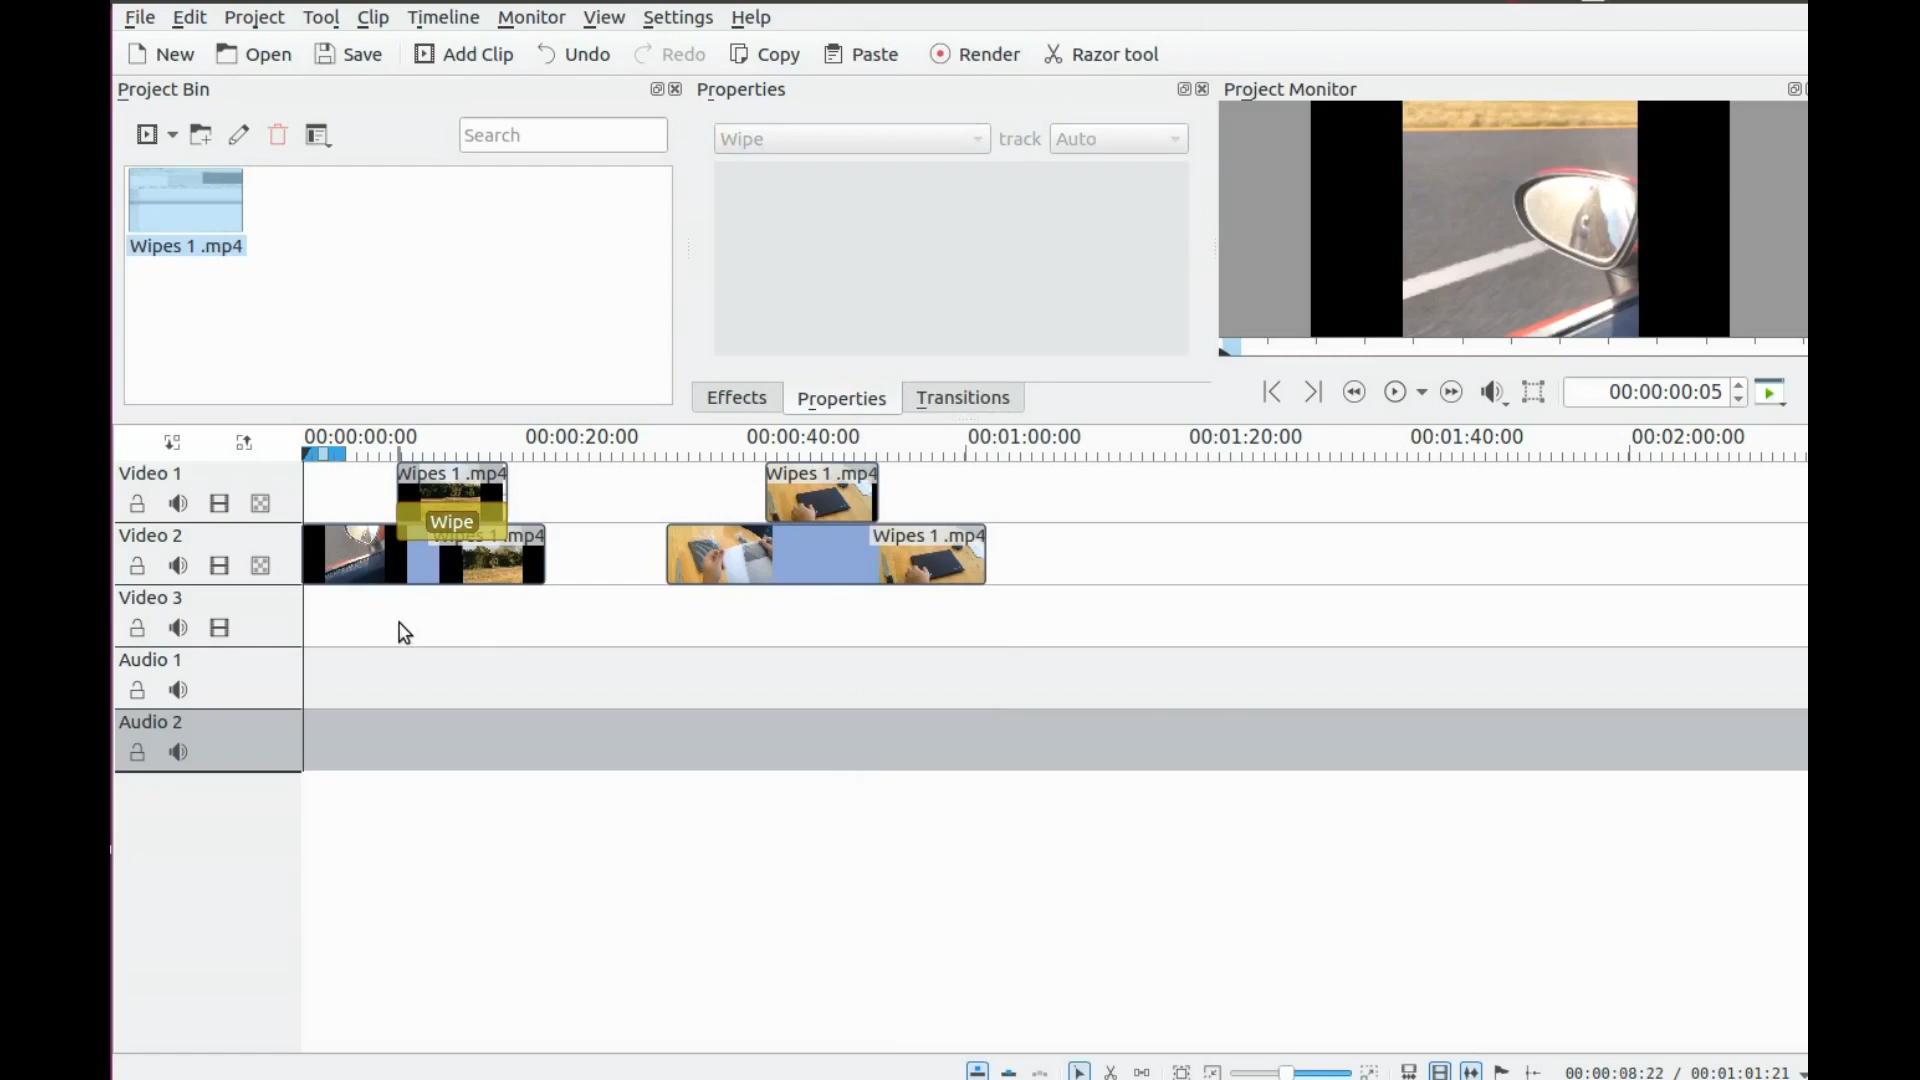 File Edit Project Tool Clip Timeline Monitor View Settings Help
New Open Save Add Clip Undo Redo Copy Paste Render Razor tool
Project Bin Properties Project Monitor
Search Wipe track Auto
Wipes 1 .mp4
Effects Properties Transitions 00:00:00:05
00:00:00:00 00:00:20:00 00:00:40:00 00:01:00:00 00:01:20:00 00:01:40:00 00:02:00:00
Video 1 Wipes 1 .mp4 Wipes 1 .mp4
Wipe
Video 2 Wipes 1 .mp4 Wipes 1 .mp4
Video 3
Audio 1
Audio 2
00:00:08:22 / 00:01:01:21